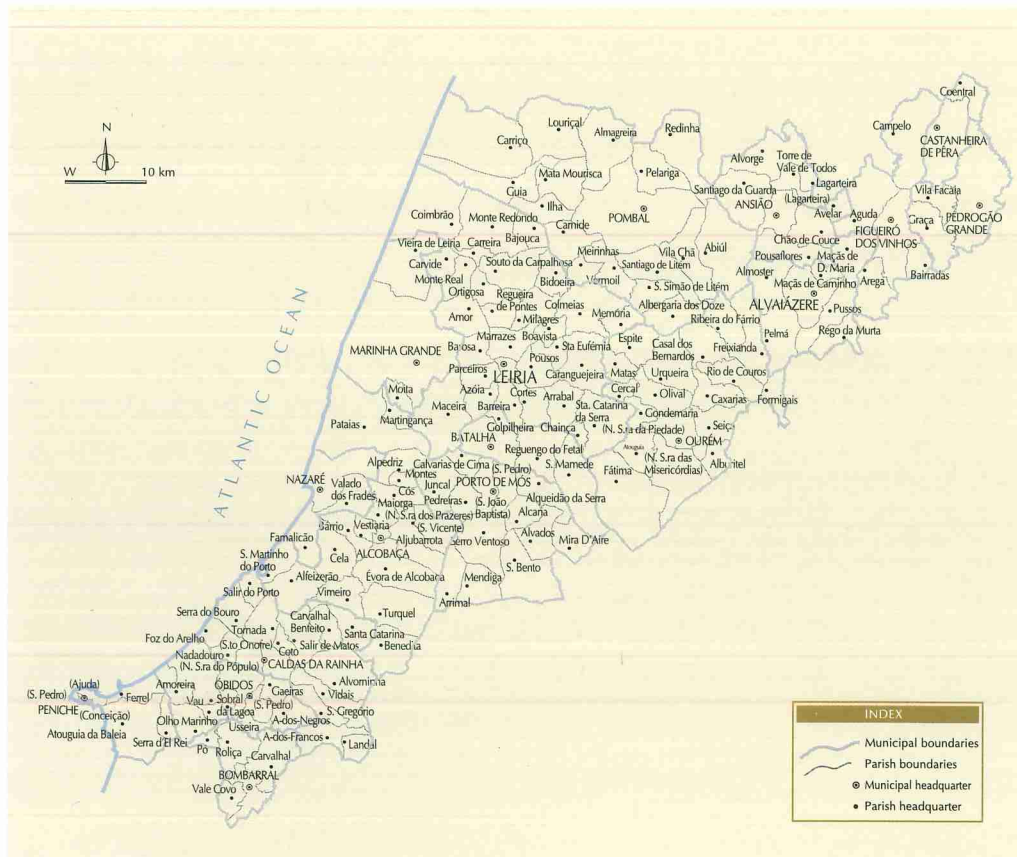 Coentral
N
W
10 km
Louriçal
Almagreira
Redinha
Campelo
CASTANHEIRA
DE PÊRA
Carriço
Alvorge
Torre de
Vale de Todos
Mata Mourisca
Pelariga
Lagarteira
Santiago da Guarda
(Lagarteira)
Vila Facaia
Guia
ANSIÃO
Ilha
POMBAL
Avelar
Aguda
Graça
PEDROGÃO
GRANDE
Coimbrão
Monte Redondo
Carnide
FIGUEIRÓ
DOS VINHOS
Bajouca
Chão de Couce
Vieira de Leiria
Carreira
Meirinhas
Vila Chã
Abiúl
Pousaflores
Maçãs de
D. Maria
Carvide
Souto da Carpalhosa
Santiago de Litém
Almoster
Bairradas
Monte Real
Bidoeira
Vermoil
S. Simão de Litém
Maçãs de Caminho
Arega
Ortigosa
Regueira
de Pontes
Colmeias
Albergaria dos Doze
ALVAIÁZERE
Pussos
Amor
Milagres
Memória
Ribeira do Fárrio
Rego da Murta
Marrazes
Boavista
Espite
Casal dos
Bernardos
Pelmá
MARINHA GRANDE
Barosa
Sta Eufémia
Freixianda
Pousos
Parceiros
LEIRIA
Caranguejeira
Matas
Urqueira
Rio de Couros
Moita
Azóia
Cortes
Arrabal
Cercal
Olival
Caxarias
Formigais
Maceira
Barreira
Sta. Catarina
da Serra
Gondemaria
Martingança
Pataias
Golpilheira
Chainça
(N. S.ra da Piedade)
Seiça
BATALHA
OURÉM
Reguengo do Fetal
Atouguia
(N. S.ra das
Misericórdias)
Alburitel
Alpedriz
Calvarias de Cima
(S. Pedro)
S. Mamede
Fátima
Montes
NAZARÉ
Valado
dos Frades
Juncal
PORTO DE MÓS
Cós
Maiorga
Pedreiras
(S. João
Baptista)
Alqueidão da Serra
(N. S.ra dos Prazeres)
Alcaria
Bárrio
Vestiaria
(S. Vicente)
Famalicão
Aljubarrota
Serro Ventoso
Alvados
Mira D'Aire
S. Martinho
do Porto
Cela
ALCOBAÇA
S. Bento
Alfeizerão
Évora de Alcobaça
Mendiga
Salir do Porto
Vimeiro
Arrimal
Serra do Bouro
Carvalhal
Benfeito
Turquel
Tornada
Santa Catarina
Foz do Arelho
(S.to Onofre)
Salir de Matos
Benedita
Nadadouro
Coto
(N. S.ra do Pópulo)
CALDAS DA RAINHA
(Ajuda)
Amoreira
ÓBIDOS
Alvorninha
(S. Pedro)
Ferrel
Gaeiras
Vidais
PENICHE
(Conceição)
Vau
Sobral
da Lagoa
(S. Pedro)
S. Gregório
Olho Marinho
A-dos-Negros
Atouguia da Baleia
Usseira
A-dos-Francos
Serra d'El Rei
Pó
Roliça
Landal
Carvalhal
BOMBARRAL
Vale Covo
ATLANTIC OCEAN
INDEX
Municipal boundaries
Parish boundaries
Municipal headquarter
Parish headquarter